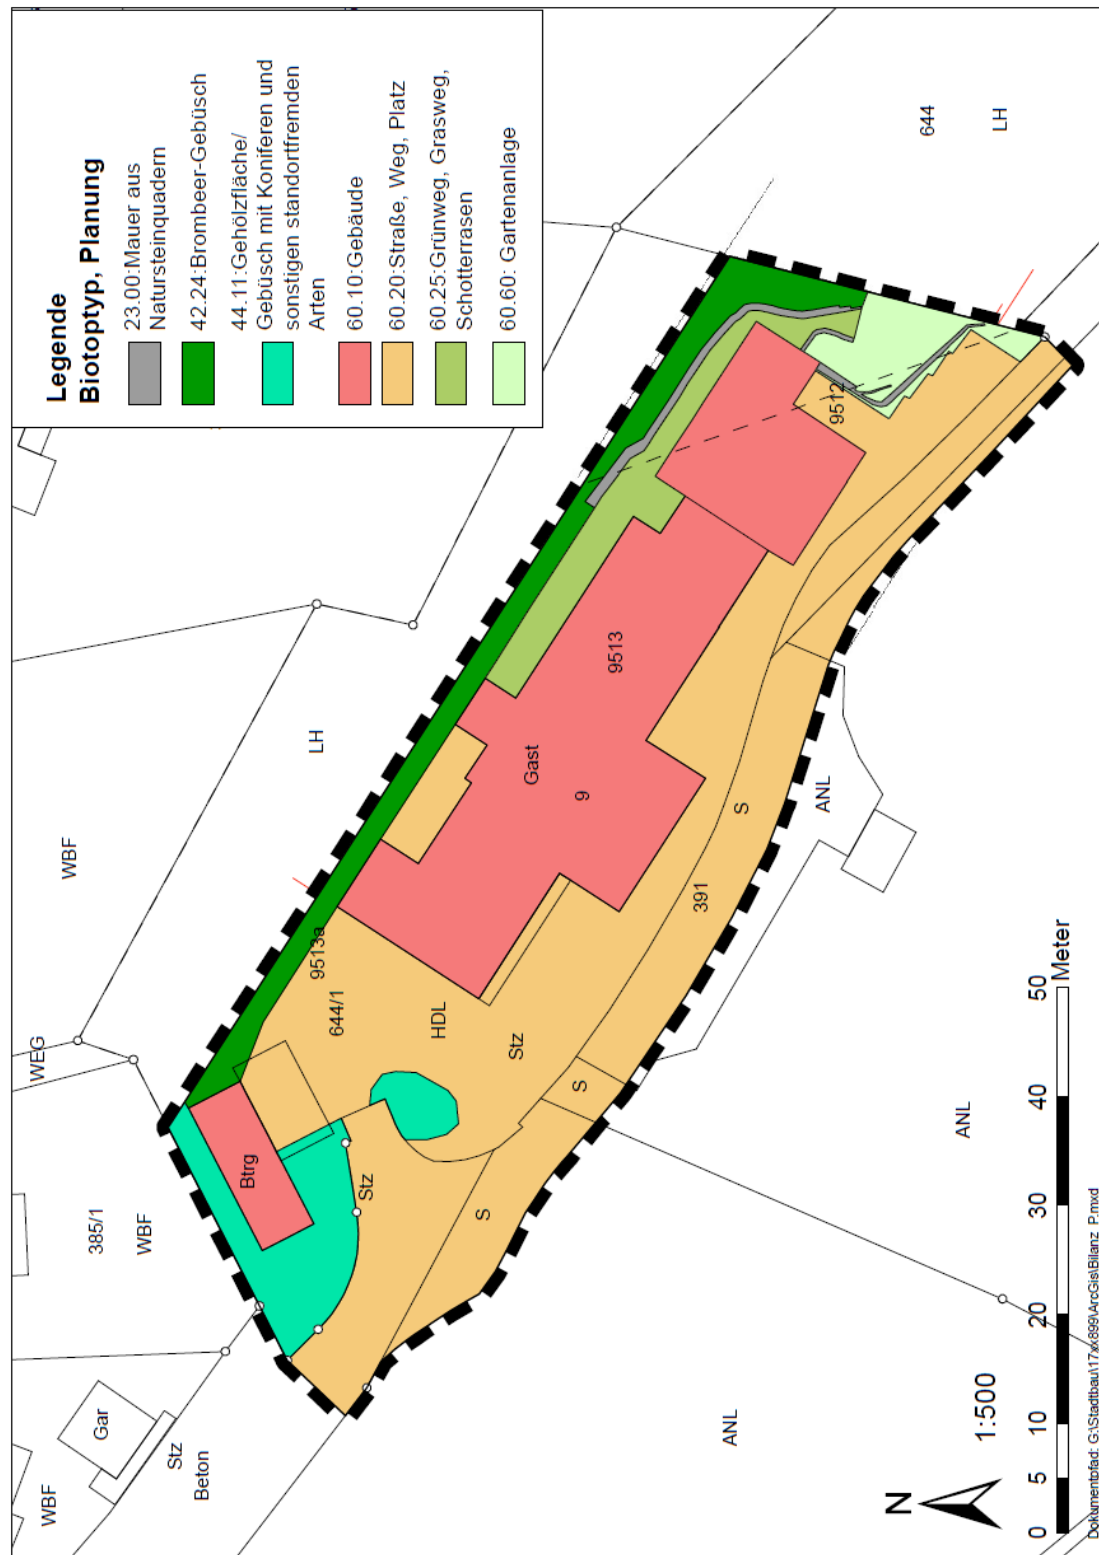 Legende
Biotoptyp, Planung
23.00:Mauer aus
Natursteinquadern
42.24:Brombeer-Gebüsch
44.11:Gehölzfläche/
Gebüsch mit Koniferen und
sonstigen standortfremden
Arten
60.10:Gebäude
60.20:Straße, Weg, Platz
60.25:Grünweg, Grasweg,
Schotterrasen
60.60: Gartenanlage
WBF
Gar
Stz
Beton
385/1
WBF
WEG
WBF
LH
644
LH
Btrg
Stz
S
9513a
644/1
HDL
Stz
S
Gast
9
9513
9512
391
S
ANL
ANL
ANL
N
1:500
0 5 10 20 30 40 50
Meter
Dokumentpfad: G:\Stadtbau\17xx899\ArcGis\Bilanz_P.mxd